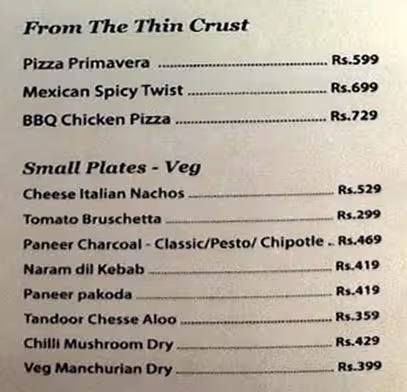 From The Thin Crust
Pizza Primavera ........................................ Rs.599
Mexican Spicy Twist ................................ Rs.699
BBQ Chicken Pizza ................................... Rs.729
Small Plates - Veg
Cheese Italian Nachos ................................ Rs.529
Tomato Bruschetta ..................................... Rs.299
Paneer Charcoal - Classic/Pesto/ Chipotle .. Rs.469
Naram dil Kebab ........................................ Rs.419
Paneer pakoda ........................................... Rs.419
Tandoor Chesse Aloo .................................. Rs.359
Chilli Mushroom Dry ................................... Rs.429
Veg Manchurian Dry ................................... Rs.399